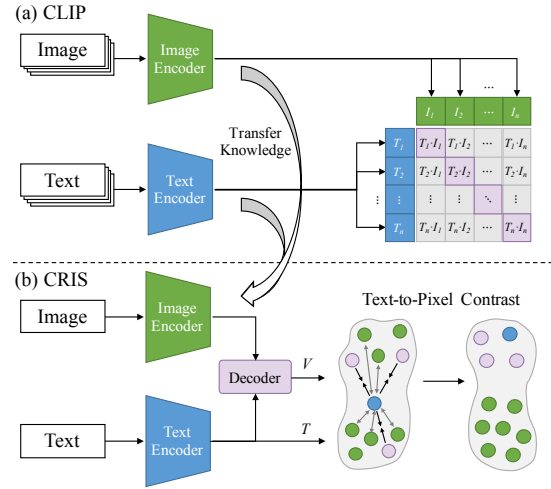 (a) CLIP
Image
Image
Encoder
...
I1 I2 ... In
Transfer
Knowledge
Text
Text
Encoder
T1 T1·I1 T1·I2 ... T1·In
T2 T2·I1 T2·I2 ... T2·In
⋮ ⋮ ⋮ ⋱ ⋮
Tn Tn·I1 Tn·I2 ... Tn·In
(b) CRIS
Image
Image
Encoder
Text-to-Pixel Contrast
Decoder
V
Text
Text
Encoder
T